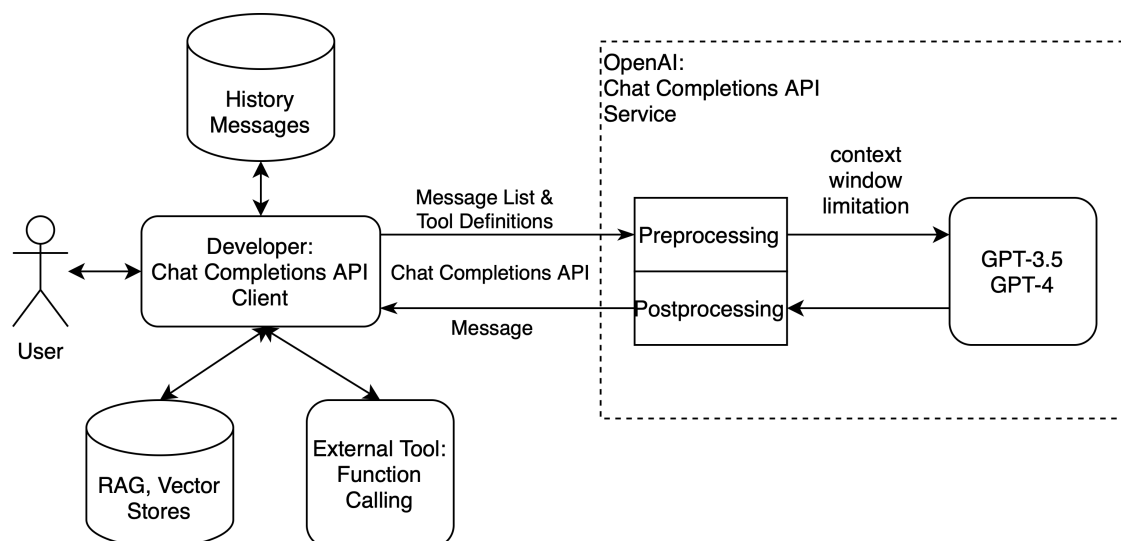 History
Messages
OpenAI:
Chat Completions API
Service
context
window
limitation
Message List &
Tool Definitions
Developer:
Chat Completions API
Client
Chat Completions API
Preprocessing
Postprocessing
GPT-3.5
GPT-4
Message
User
RAG, Vector
Stores
External Tool:
Function
Calling